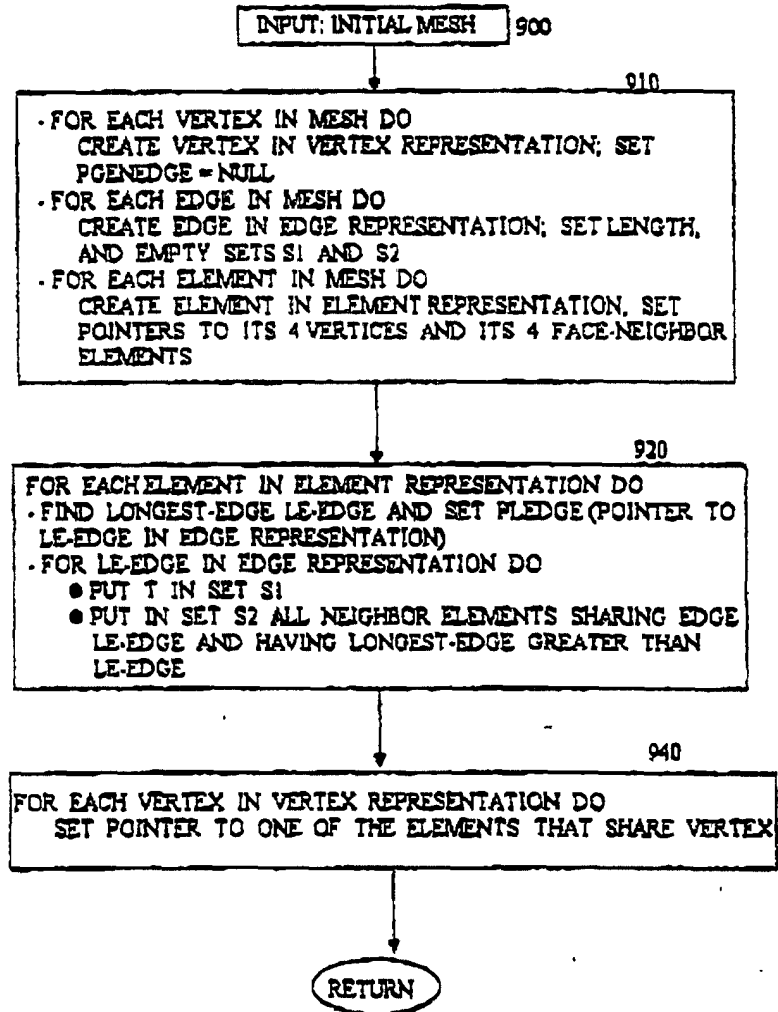 INPUT: INITIAL MESH 900
910
- FOR EACH VERTEX IN MESH DO
CREATE VERTEX IN VERTEX REPRESENTATION; SET
PGENEDGE = NULL
- FOR EACH EDGE IN MESH DO
CREATE EDGE IN EDGE REPRESENTATION; SET LENGTH,
AND EMPTY SETS S1 AND S2
- FOR EACH ELEMENT IN MESH DO
CREATE ELEMENT IN ELEMENT REPRESENTATION, SET
POINTERS TO ITS 4 VERTICES AND ITS 4 FACE-NEIGHBOR
ELEMENTS
920
FOR EACH ELEMENT IN ELEMENT REPRESENTATION DO
- FIND LONGEST-EDGE LE-EDGE AND SET PLEDGE (POINTER TO
LE-EDGE IN EDGE REPRESENTATION)
- FOR LE-EDGE IN EDGE REPRESENTATION DO
● PUT T IN SET S1
● PUT IN SET S2 ALL NEIGHBOR ELEMENTS SHARING EDGE
LE-EDGE AND HAVING LONGEST-EDGE GREATER THAN
LE-EDGE
940
FOR EACH VERTEX IN VERTEX REPRESENTATION DO
SET POINTER TO ONE OF THE ELEMENTS THAT SHARE VERTEX
RETURN